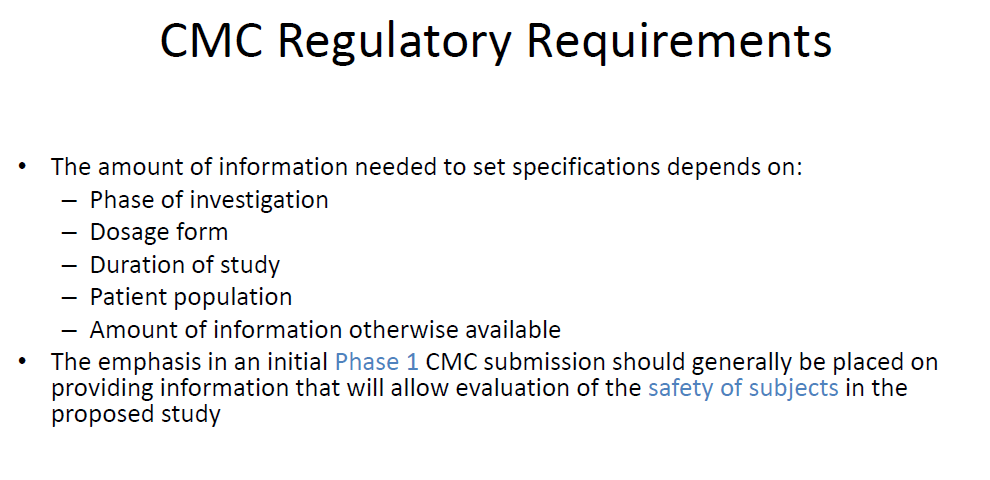 CMC Regulatory Requirements
• The amount of information needed to set specifications depends on:
– Phase of investigation
– Dosage form
– Duration of study
– Patient population
– Amount of information otherwise available
• The emphasis in an initial Phase 1 CMC submission should generally be placed on
providing information that will allow evaluation of the safety of subjects in the
proposed study